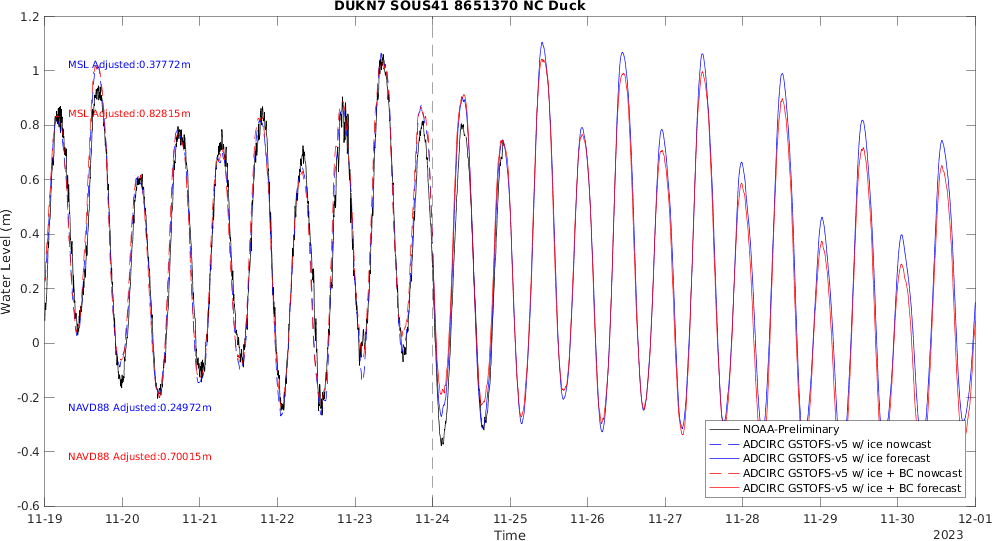 DUKN7 SOUS41 8651370 NC Duck
1.2
1
0.8
0.6
0.4
0.2
0
-0.2
-0.4
-0.6
Water Level (m)
MSL Adjusted:0.37772m
MSL Adjusted:0.82815m
NAVD88 Adjusted:0.24972m
NAVD88 Adjusted:0.70015m
NOAA-Preliminary
ADCIRC GSTOFS-v5 w/ ice nowcast
ADCIRC GSTOFS-v5 w/ ice forecast
ADCIRC GSTOFS-v5 w/ ice + BC nowcast
ADCIRC GSTOFS-v5 w/ ice + BC forecast
11-19 11-20 11-21 11-22 11-23 11-24 11-25 11-26 11-27 11-28 11-29 11-30 12-01
Time
2023